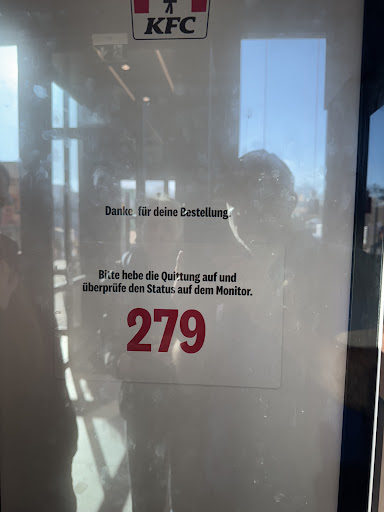 KFC
Danke für deine Bestellung.
Bitte hebe die Quittung auf und
überprüfe den Status auf dem Monitor.
279